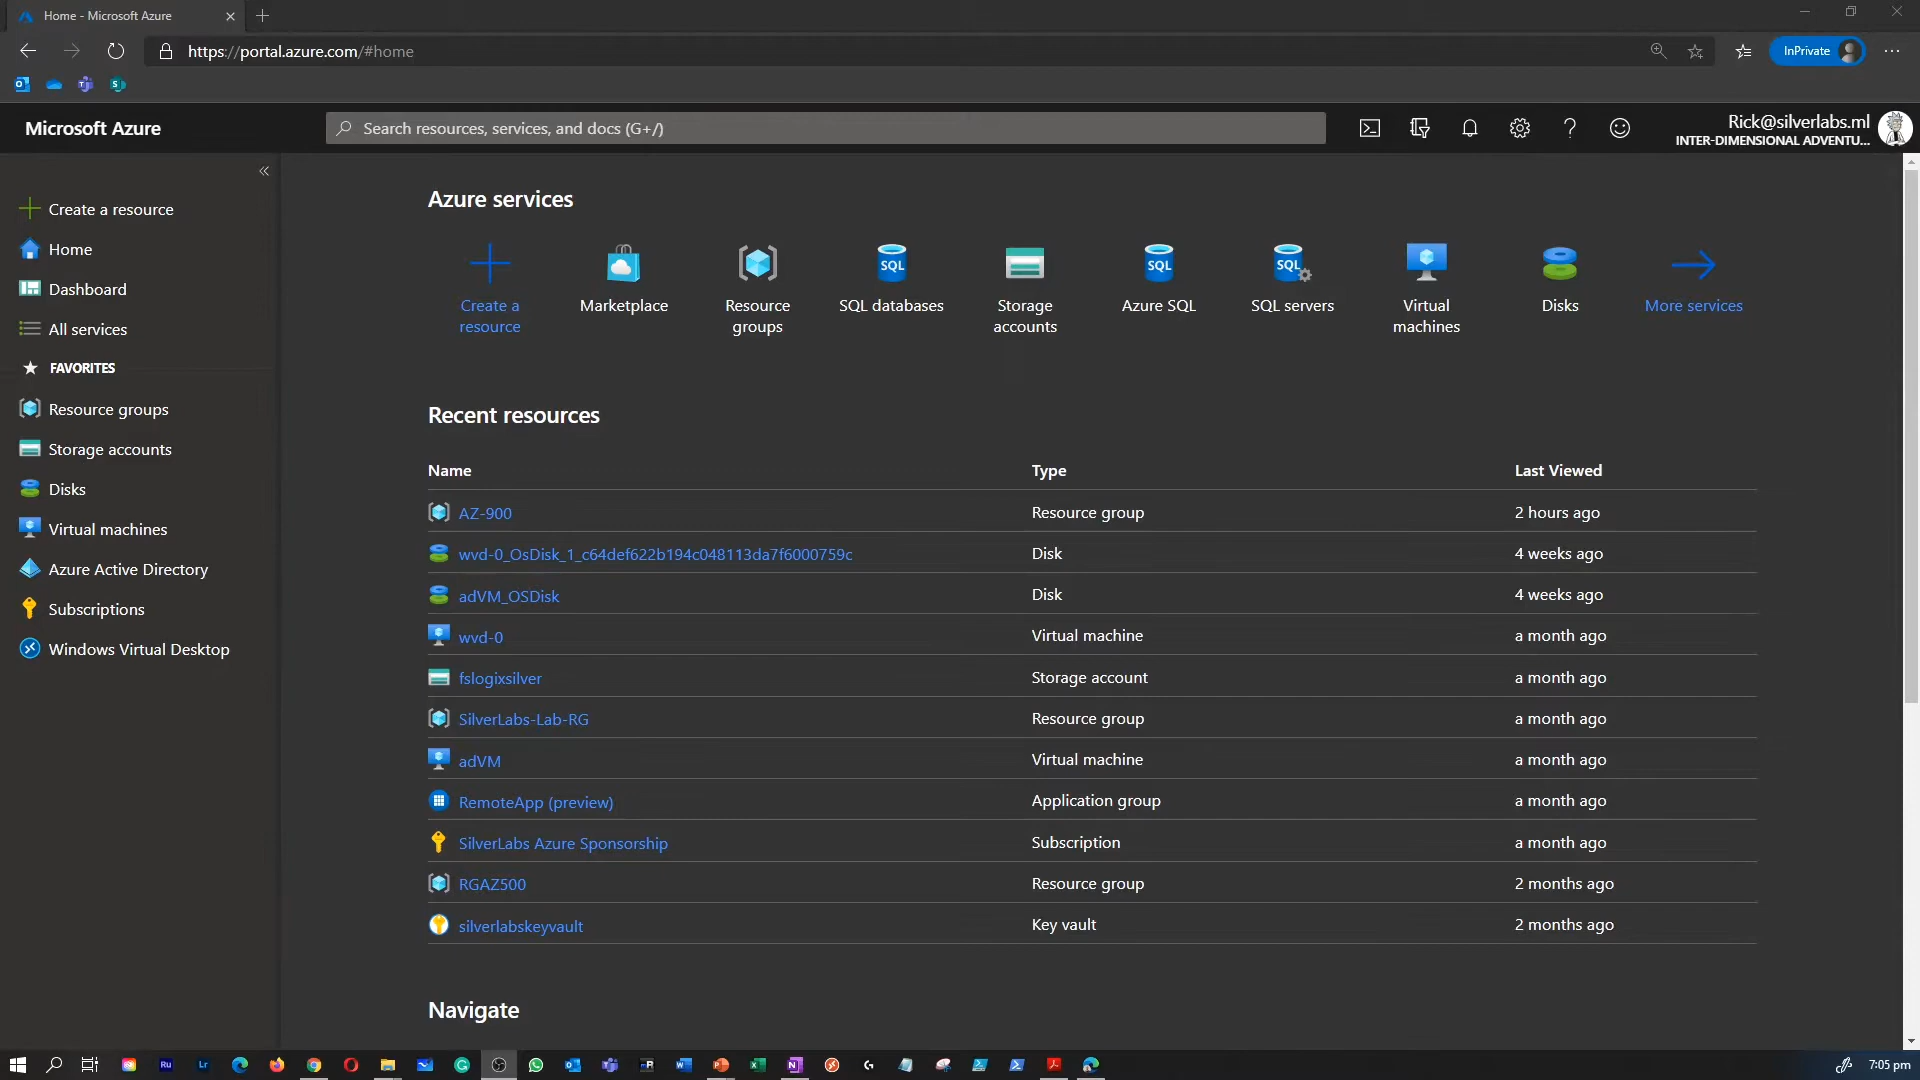 Home - Microsoft Azure
https://portal.azure.com/#home
InPrivate
Microsoft Azure
Search resources, services, and docs (G+/)
Rick@silverlabs.ml
INTER-DIMENSIONAL ADVENTU...
Create a resource
Home
Dashboard
All services
FAVORITES
Resource groups
Storage accounts
Disks
Virtual machines
Azure Active Directory
Subscriptions
Windows Virtual Desktop
Azure services
Create a
resource
Marketplace
Resource
groups
SQL
SQL databases
Storage
accounts
SQL
Azure SQL
SQL
SQL servers
Virtual
machines
Disks
More services
Recent resources
Name Type Last Viewed
AZ-900 Resource group 2 hours ago
wvd-0_OsDisk_1_c64def622b194c048113da7f6000759c Disk 4 weeks ago
adVM_OSDisk Disk 4 weeks ago
wvd-0 Virtual machine a month ago
fslogixsilver Storage account a month ago
SilverLabs-Lab-RG Resource group a month ago
adVM Virtual machine a month ago
RemoteApp (preview) Application group a month ago
SilverLabs Azure Sponsorship Subscription a month ago
RGAZ500 Resource group 2 months ago
silverlabskeyvault Key vault 2 months ago
Navigate
Ru
Lr
7:05 pm